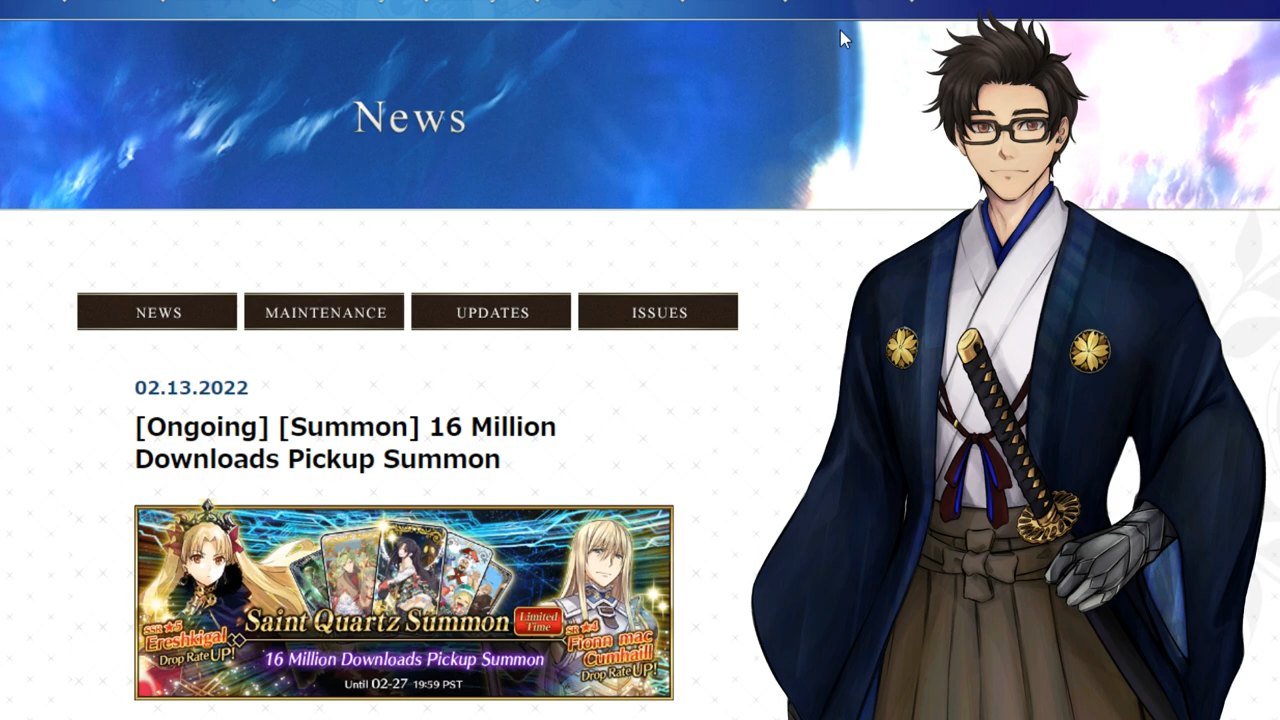 News
NEWS
MAINTENANCE
UPDATES
ISSUES
02.13.2022
[Ongoing] [Summon] 16 Million
Downloads Pickup Summon
SSR ★5
Ereshkigal
Drop Rate UP!
Saint Quartz Summon
Limited
Time
16 Million Downloads Pickup Summon
Until 02-27 19:59 PST
SR ★4
Fionn mac
Cumhaill
Drop Rate UP!